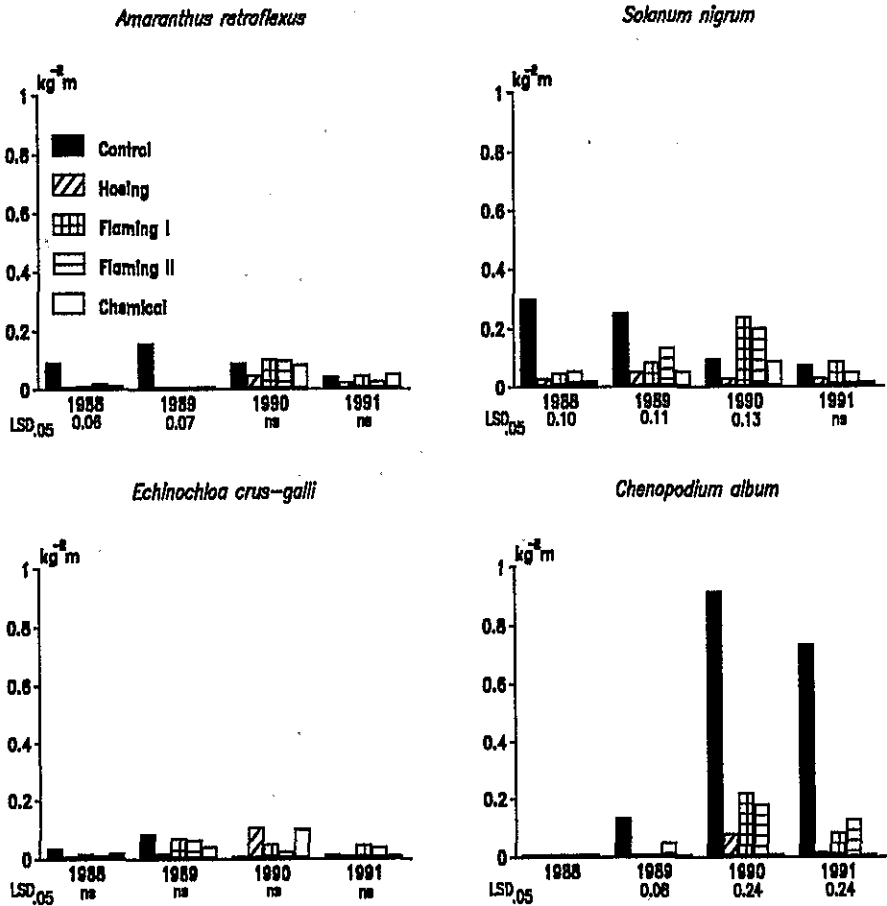 Amaranthus retroflexus
kg⁻²m
1
0.8
0.6
0.4
0.2
0
Control
Hoeing
Flaming I
Flaming II
Chemical
1988 1989 1990 1991
LSD.05 0.06 0.07 ns ns
Solanum nigrum
kg⁻²m
1
0.8
0.6
0.4
0.2
0
1988 1989 1990 1991
LSD.05 0.10 0.11 0.13 ns
Echinochloa crus-galli
kg⁻²m
1
0.8
0.6
0.4
0.2
0
1988 1989 1990 1991
LSD.05 ns ns ns ns
Chenopodium album
kg⁻²m
1
0.8
0.6
0.4
0.2
0
1988 1989 1990 1991
LSD.05 0.06 0.24 0.24